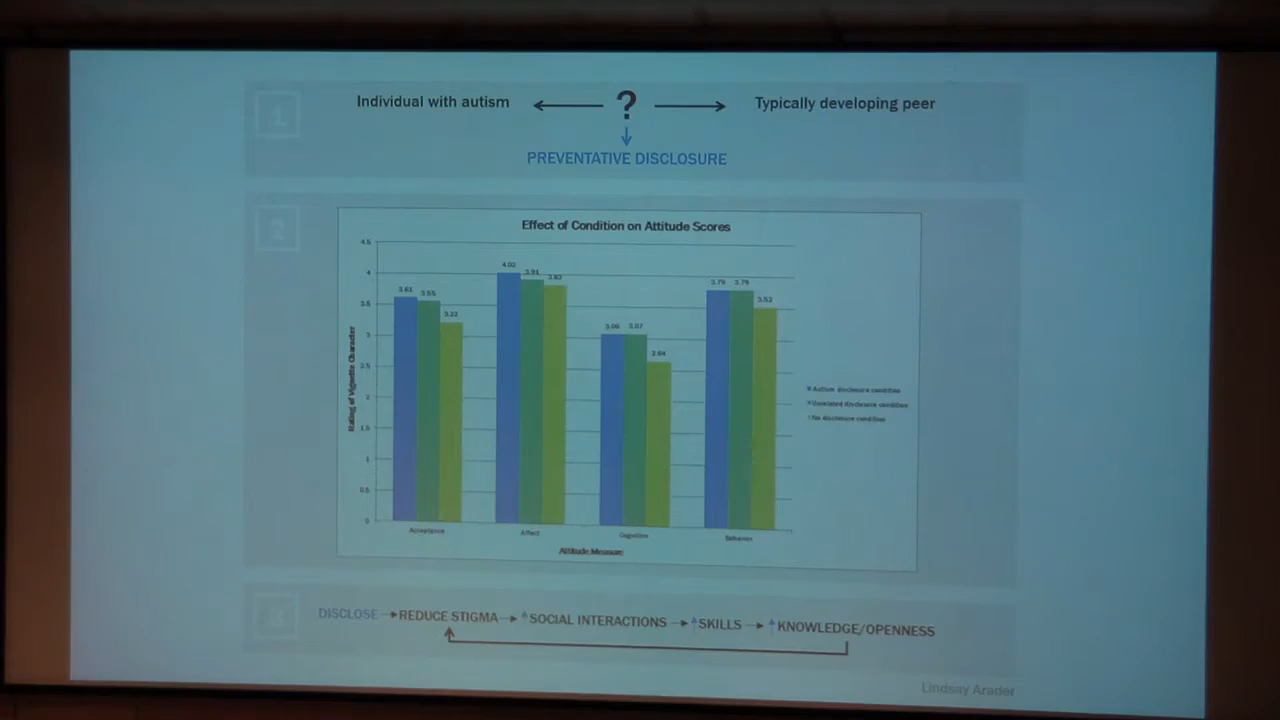 1
Individual with autism
?
Typically developing peer
PREVENTATIVE DISCLOSURE
2
Effect of Condition on Attitude Scores
4.5
4
3.5
3
2.5
2
1.5
1
0.5
0
Rating of Vignette Character
3.61 3.55 3.22
4.02 3.91
3.06 3.07 2.64
3.79 3.79 3.52
Autism disclosure condition
Unrelated disclosure condition
No disclosure condition
Acceptance Affect Cognition Behavior
Attitude Measure
3
DISCLOSE REDUCE STIGMA SOCIAL INTERACTIONS SKILLS KNOWLEDGE/OPENNESS
Lindsay Arader